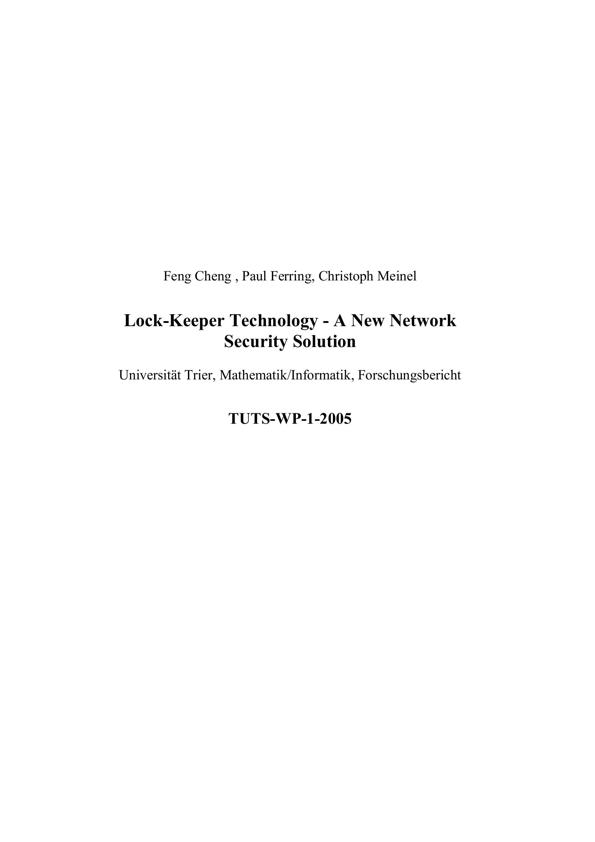 Feng Cheng , Paul Ferring, Christoph Meinel
Lock-Keeper Technology - A New Network
Security Solution
Universität Trier, Mathematik/Informatik, Forschungsbericht
TUTS-WP-1-2005